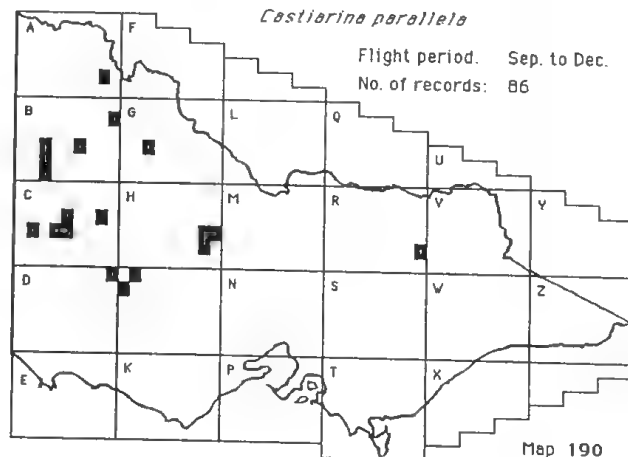 Castiarina parallela
Flight period. Sep. to Dec.
No. of records: 86
A
F
B
G
L
Q
U
C
H
M
R
V
Y
D
N
S
W
Z
E
K
P
T
X
Map 190